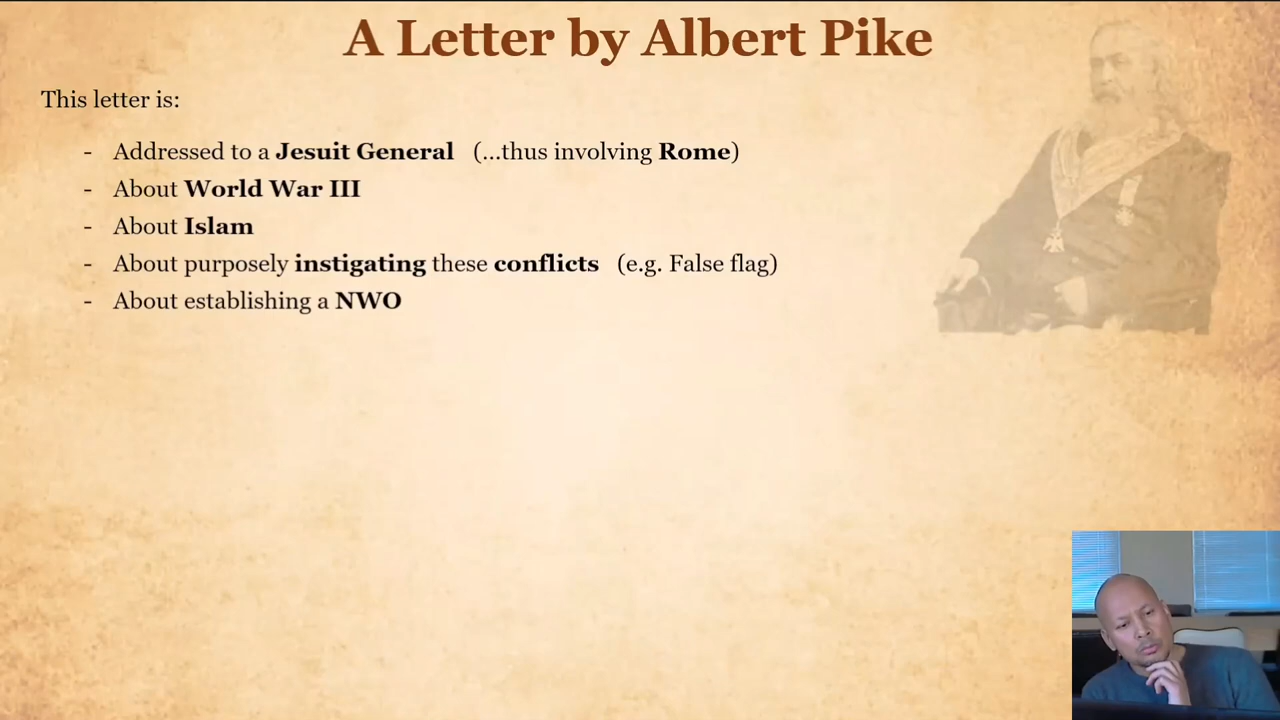 A Letter by Albert Pike
This letter is:
- Addressed to a Jesuit General (...thus involving Rome)
- About World War III
- About Islam
- About purposely instigating these conflicts (e.g. False flag)
- About establishing a NWO